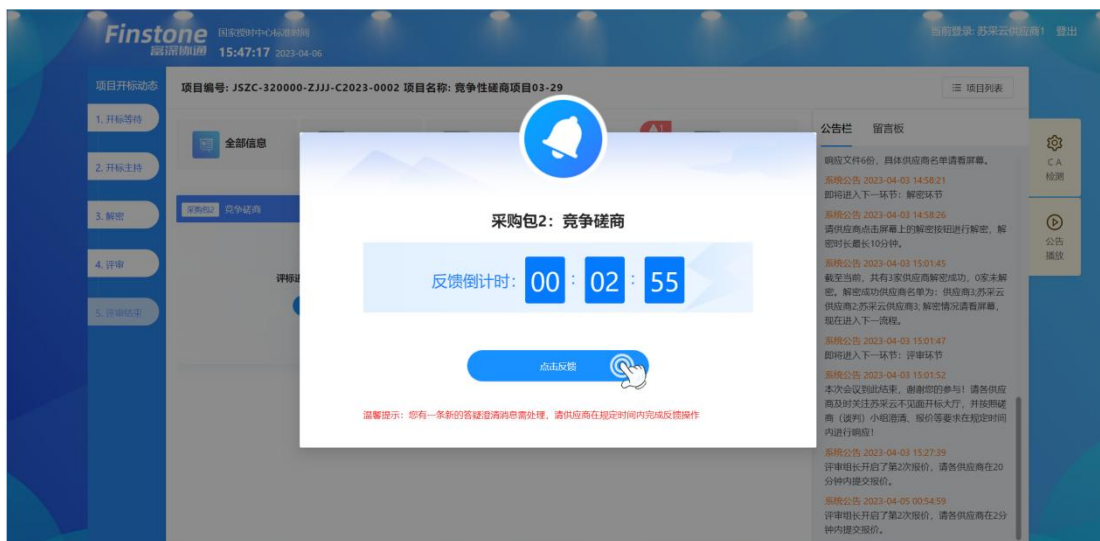 Finstone
富深协通
国家授时中心标准时间
15:47:17 2023-04-06
当前登录: 苏采云供应商1 登出
项目开标动态
1. 开标等待
2. 开标主持
3. 解密
4. 评审
5. 评审结束
项目编号: JSZC-320000-ZJJJ-C2023-0002 项目名称: 竞争性磋商项目03-29
项目列表
全部信息
1
采购包2 竞争磋商
评标进
采购包2：竞争磋商
反馈倒计时: 00 : 02 : 55
点击反馈
温馨提示：您有一条新的答疑澄清消息需处理，请供应商在规定时间内完成反馈操作
公告栏 留言板
响应文件6份，具体供应商名单请看屏幕。
系统公告 2023-04-03 14:58:21
即将进入下一环节：解密环节
系统公告 2023-04-03 14:58:26
请供应商点击屏幕上的解密按钮进行解密，解
密时长最长10分钟。
系统公告 2023-04-03 15:01:45
截至当前，共有3家供应商解密成功，0家未解
密。解密成功供应商名单为：供应商3;苏采云
供应商2;苏采云供应商3; 解密情况请看屏幕，
现在进入下一流程。
系统公告 2023-04-03 15:01:47
即将进入下一环节：评审环节
系统公告 2023-04-03 15:01:52
本次会议到此结束，谢谢您的参与！请各供应
商及时关注苏采云不见面开标大厅，并按照磋
商（谈判）小组澄清、报价等要求在规定时间
内进行响应！
系统公告 2023-04-03 15:27:39
评审组长开启了第2次报价，请各供应商在20
分钟内提交报价。
系统公告 2023-04-05 00:54:59
评审组长开启了第2次报价，请各供应商在2分
钟内提交报价。
CA
检测
公告
播放